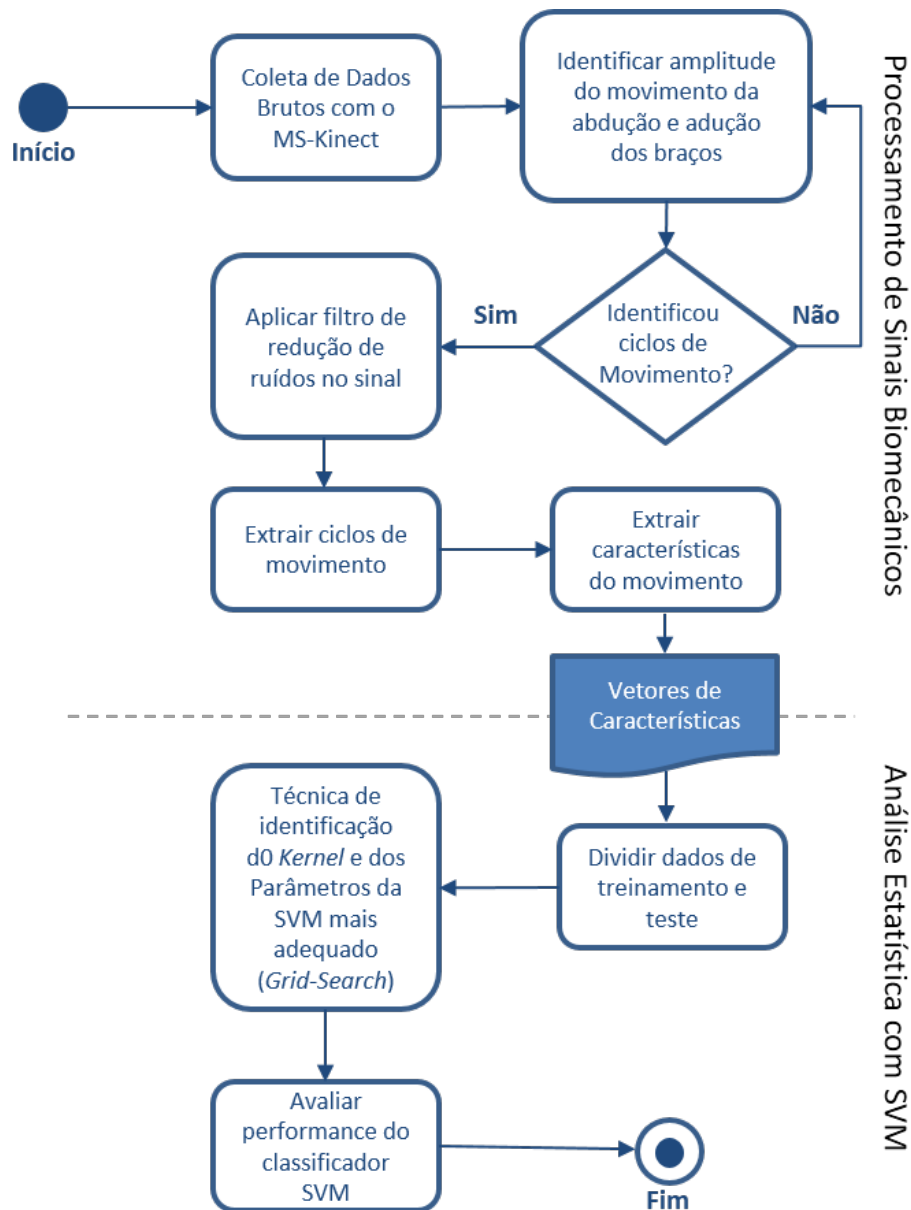 Coleta de Dados
Brutos com o
MS-Kinect
Início
Identificar amplitude
do movimento da
abdução e adução
dos braços
Identificou
ciclos de
Movimento?
Sim
Não
Aplicar filtro de
redução de
ruídos no sinal
Extrair ciclos de
movimento
Extrair
características
do movimento
Vetores de
Características
Processamento de Sinais Biomecânicos
Dividir dados de
treinamento e
teste
Técnica de
identificação
d0 Kernel e dos
Parâmetros da
SVM mais
adequado
(Grid-Search)
Avaliar
performance do
classificador
SVM
Fim
Análise Estatística com SVM